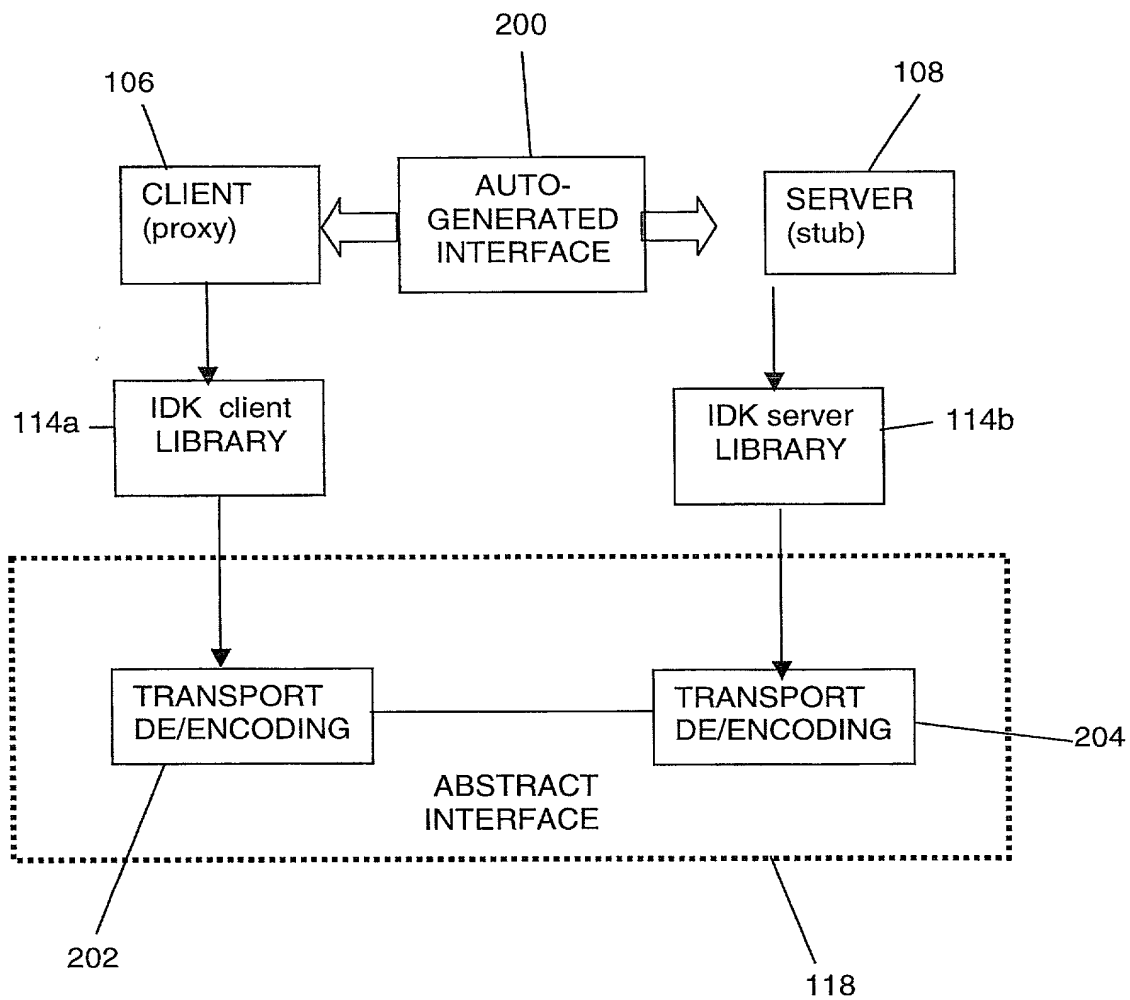 200
106
108
CLIENT
(proxy)
AUTO-
GENERATED
INTERFACE
SERVER
(stub)
114a
IDK client
LIBRARY
IDK server
LIBRARY
114b
TRANSPORT
DE/ENCODING
TRANSPORT
DE/ENCODING
204
ABSTRACT
INTERFACE
202
118